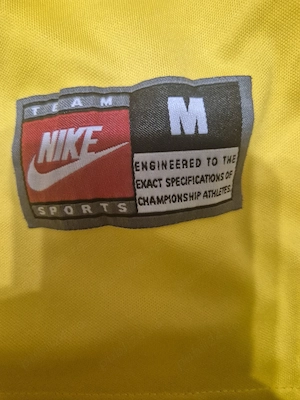 TEAM
NIKE
SPORTS
M
ENGINEERED TO THE
EXACT SPECIFICATIONS OF
CHAMPIONSHIP ATHLETES.